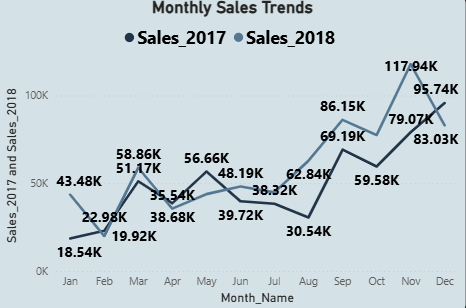 Monthly Sales Trends
Sales_2017 Sales_2018
117.94K
95.74K
100K
86.15K
79.07K
69.19K
83.03K
58.86K
56.66K
51.17K
48.19K
62.84K
50K
43.48K
35.54K
38.32K
59.58K
22.98K
38.68K
39.72K
30.54K
19.92K
18.54K
0K
Jan Feb Mar Apr May Jun Jul Aug Sep Oct Nov Dec
Month_Name
Sales_2017 and Sales_2018